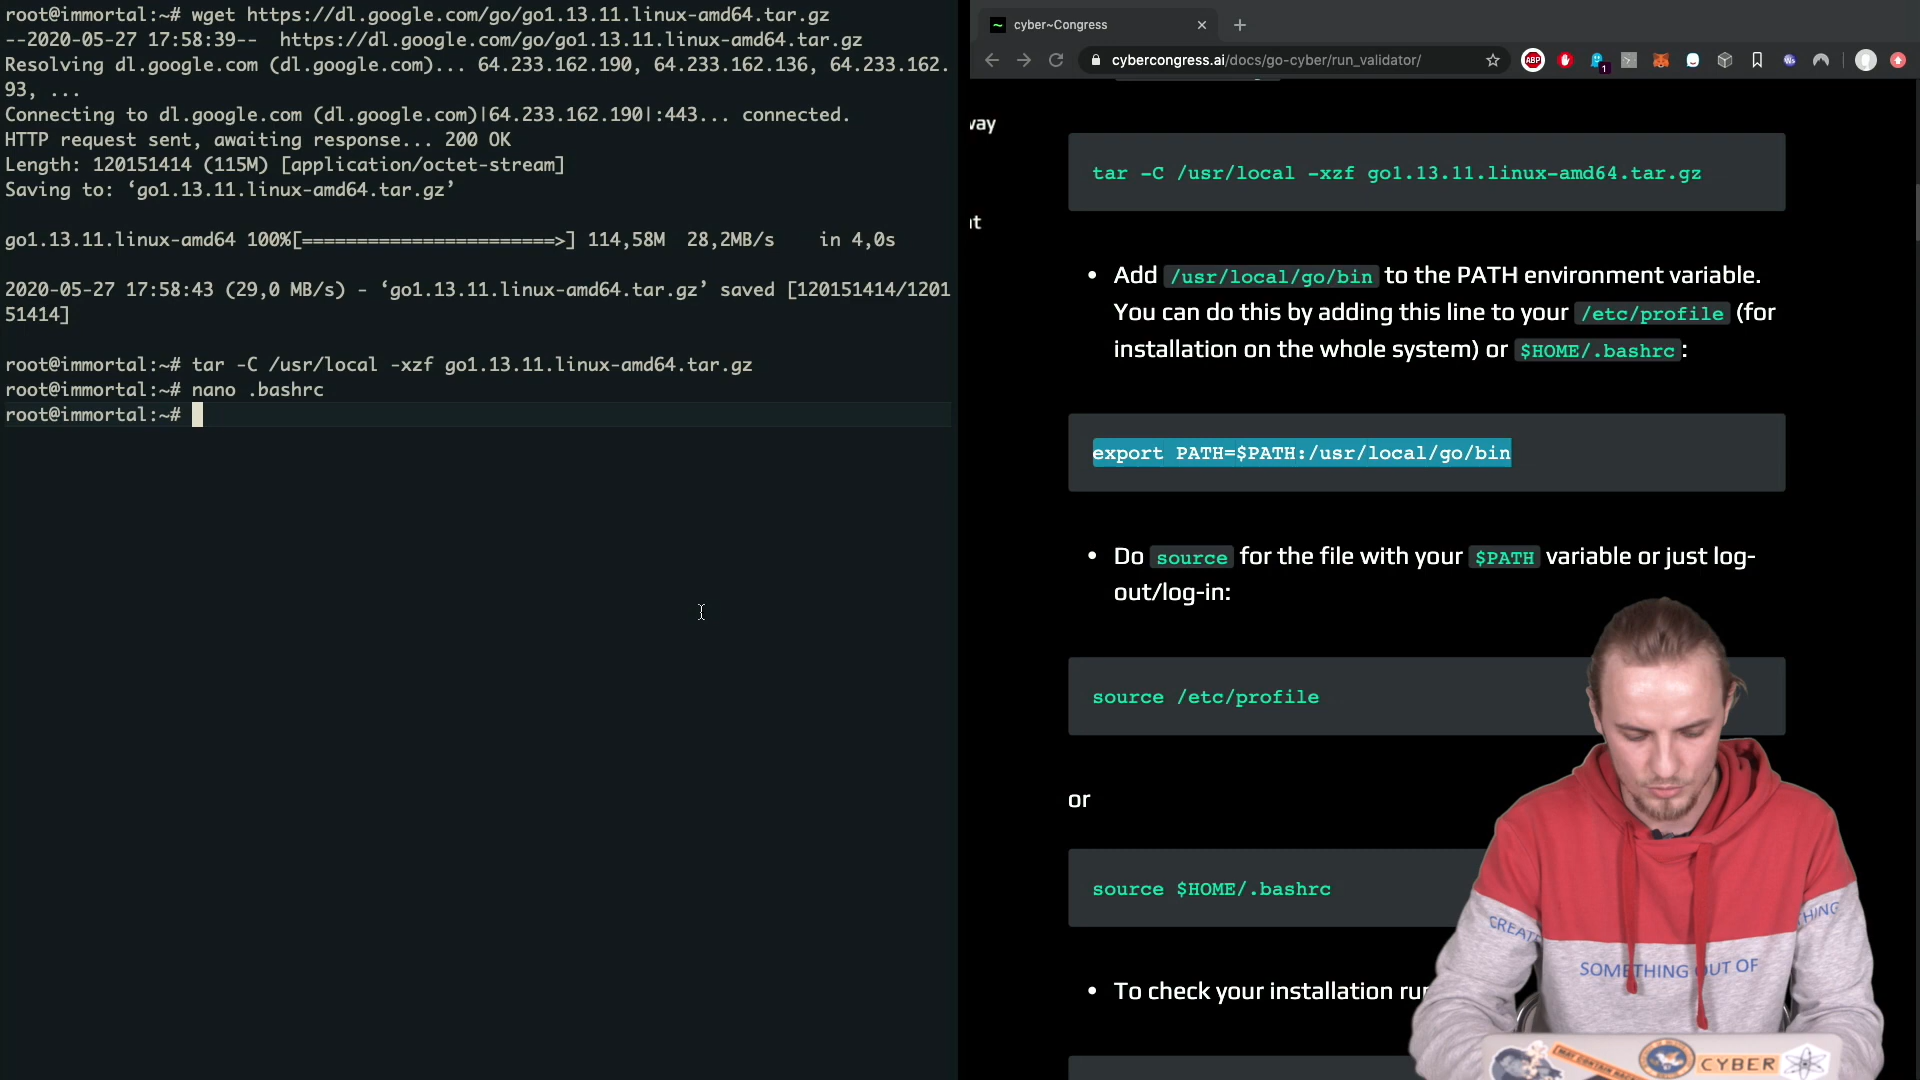 root@immortal:~# wget https://dl.google.com/go/go1.13.11.linux-amd64.tar.gz
--2020-05-27 17:58:39--  https://dl.google.com/go/go1.13.11.linux-amd64.tar.gz
Resolving dl.google.com (dl.google.com)... 64.233.162.190, 64.233.162.136, 64.233.162.
93, ...
Connecting to dl.google.com (dl.google.com)|64.233.162.190|:443... connected.
HTTP request sent, awaiting response... 200 OK
Length: 120151414 (115M) [application/octet-stream]
Saving to: ‘go1.13.11.linux-amd64.tar.gz’
go1.13.11.linux-amd64 100%[=======================>] 114,58M  28,2MB/s    in 4,0s
2020-05-27 17:58:43 (29,0 MB/s) - ‘go1.13.11.linux-amd64.tar.gz’ saved [120151414/1201
51414]
root@immortal:~# tar -C /usr/local -xzf go1.13.11.linux-amd64.tar.gz
root@immortal:~# nano .bashrc
root@immortal:~#
cyber~Congress
cybercongress.ai/docs/go-cyber/run_validator/
ABP
1
vay
nt
tar -C /usr/local -xzf go1.13.11.linux-amd64.tar.gz
• Add /usr/local/go/bin to the PATH environment variable.
You can do this by adding this line to your /etc/profile (for
installation on the whole system) or $HOME/.bashrc:
export PATH=$PATH:/usr/local/go/bin
• Do source for the file with your $PATH variable or just log-
out/log-in:
source /etc/profile
or
source $HOME/.bashrc
• To check your installation run
CREATE
THING
SOMETHING OUT OF
CYBER